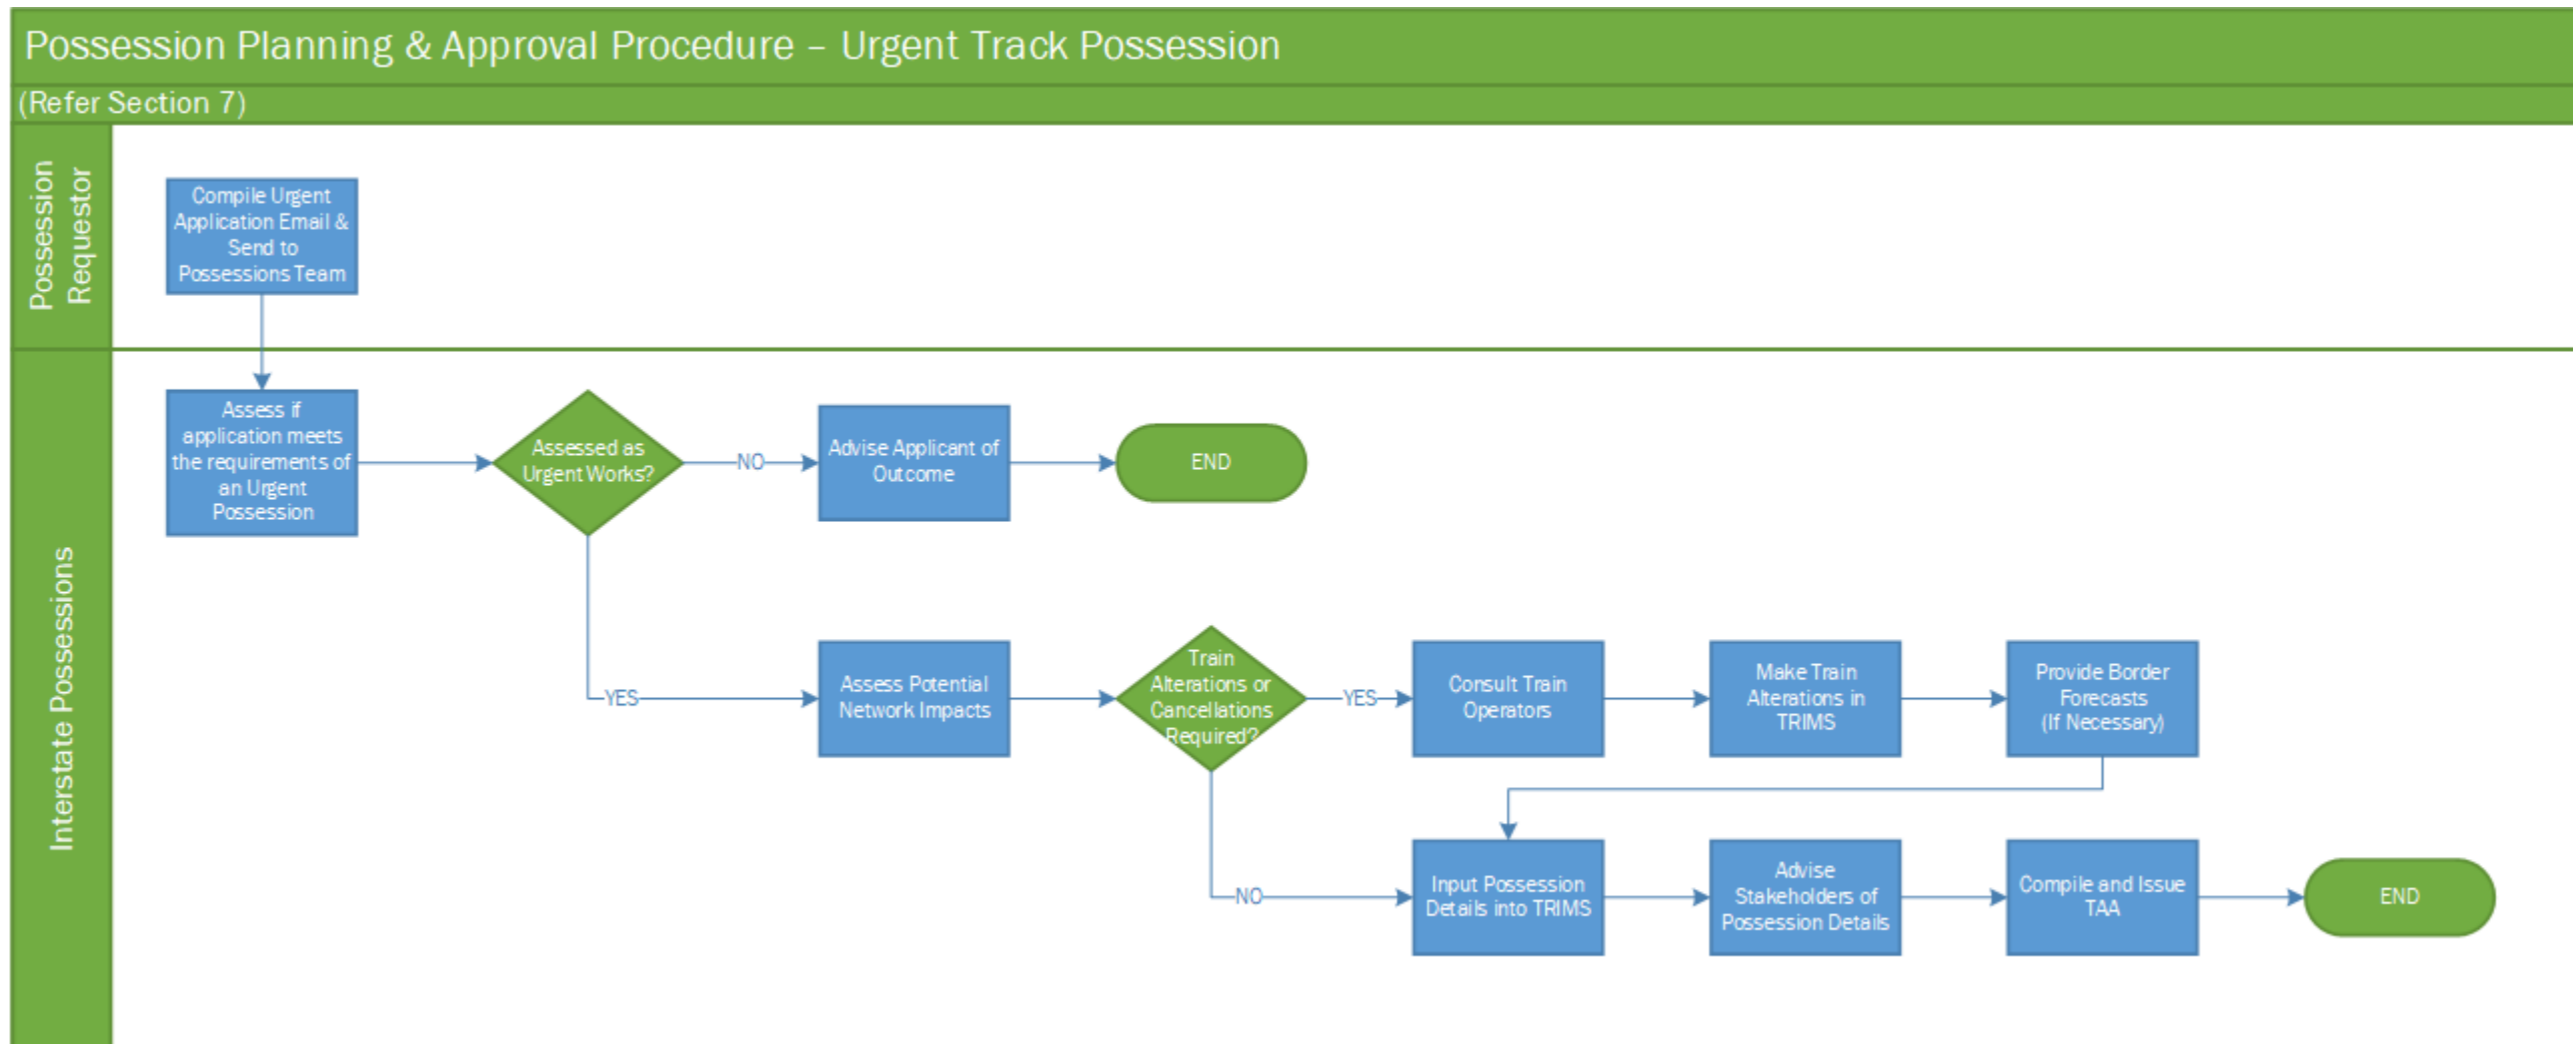 Possession Planning & Approval Procedure – Urgent Track Possession
(Refer Section 7)
Possession
Requestor
Compile Urgent
Application Email &
Send to
Possessions Team
Interstate Possessions
Assess if
application meets
the requirements of
an Urgent
Possession
Assessed as
Urgent Works?
NO
Advise Applicant of
Outcome
END
YES
Assess Potential
Network Impacts
Train
Alterations or
Cancellations
Required?
YES
Consult Train
Operators
Make Train
Alterations in
TRIMS
Provide Border
Forecasts
(If Necessary)
NO
Input Possession
Details into TRIMS
Advise
Stakeholders of
Possession Details
Compile and Issue
TAA
END